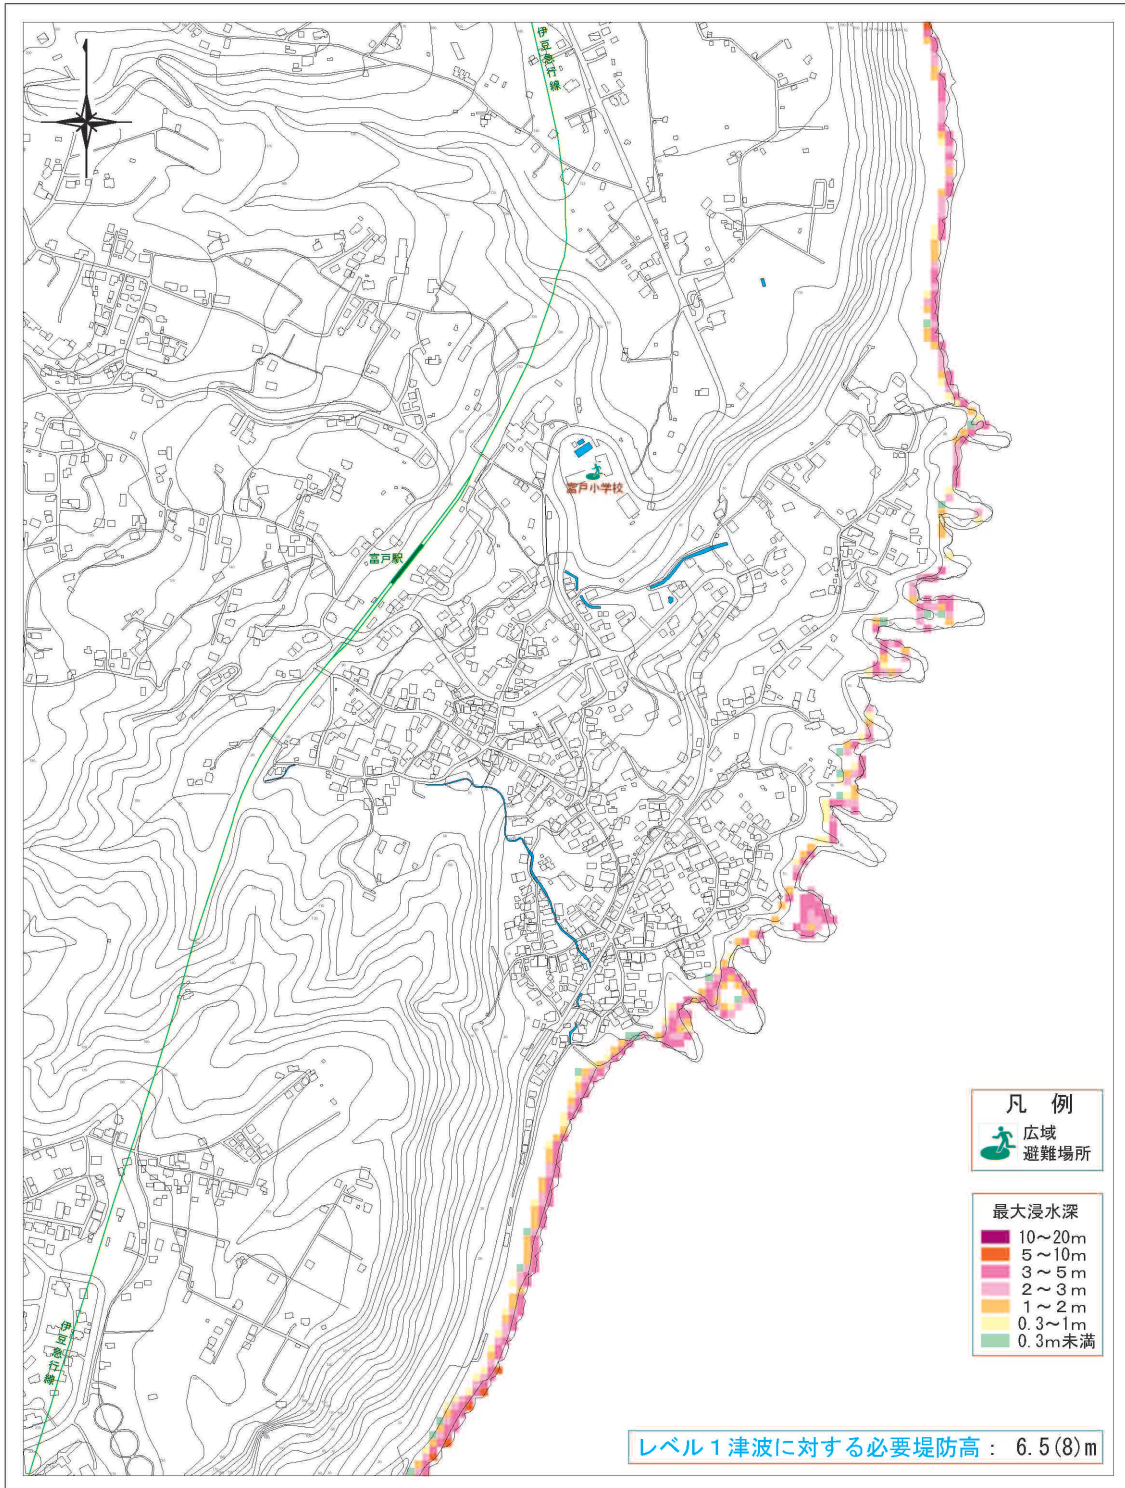 伊豆急行線
富戸小学校
富戸駅
伊豆急行線
凡 例
広域
避難場所
最大浸水深
10～20m
5～10m
3～5m
2～3m
1～2m
0.3～1m
0.3m未満
レベル1津波に対する必要堤防高： 6.5(8)m